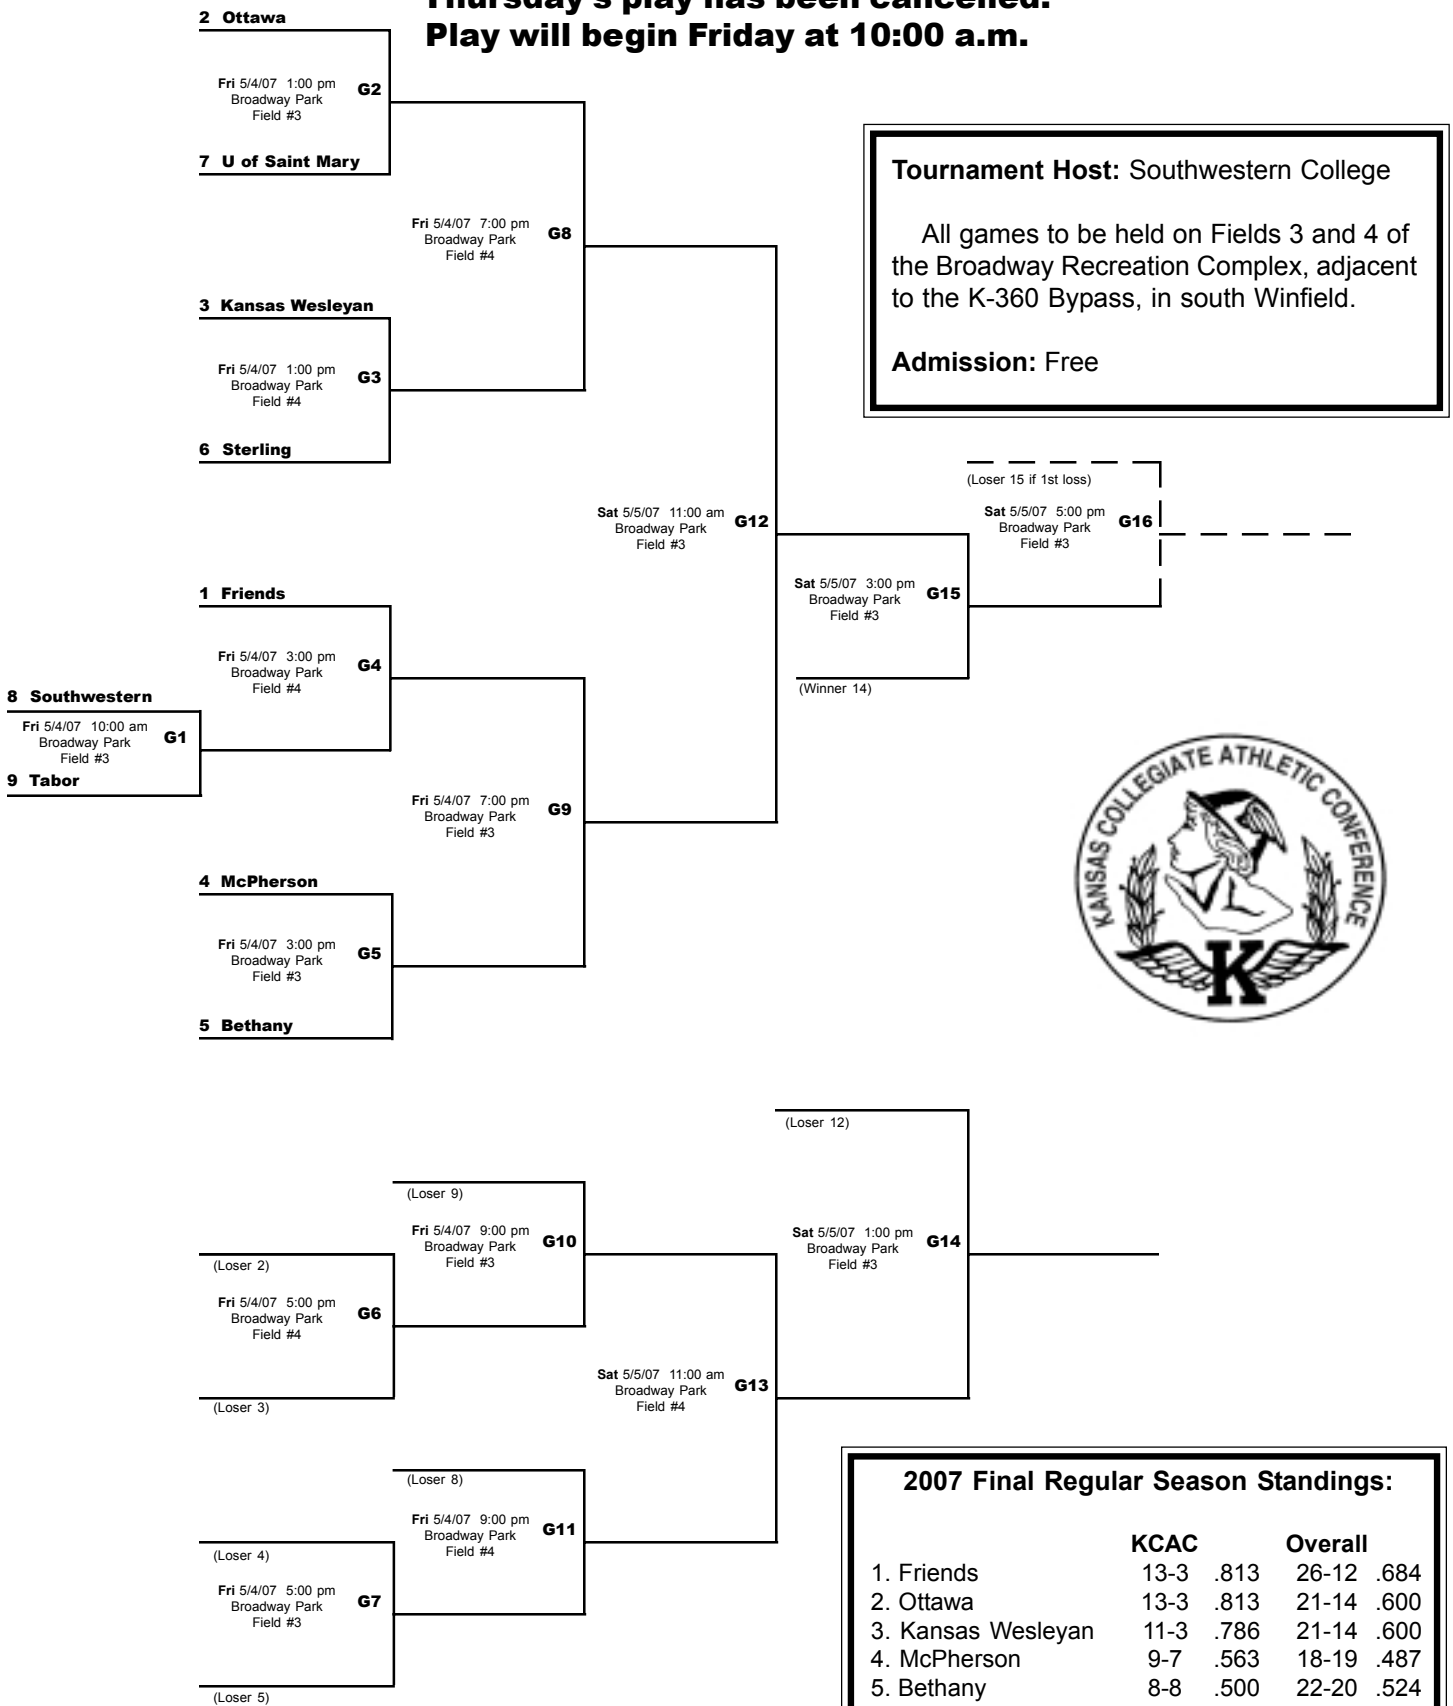 Thursday's play has been cancelled.
Play will begin Friday at 10:00 a.m.
2 Ottawa
Fri 5/4/07 1:00 pm
Broadway Park
Field #3
G2
7 U of Saint Mary
Fri 5/4/07 7:00 pm
Broadway Park
Field #4
G8
3 Kansas Wesleyan
Fri 5/4/07 1:00 pm
Broadway Park
Field #4
G3
6 Sterling
Tournament Host: Southwestern College
All games to be held on Fields 3 and 4 of
the Broadway Recreation Complex, adjacent
to the K-360 Bypass, in south Winfield.
Admission: Free
Sat 5/5/07 11:00 am
Broadway Park
Field #3
G12
(Loser 15 if 1st loss)
Sat 5/5/07 5:00 pm
Broadway Park
Field #3
G16
Sat 5/5/07 3:00 pm
Broadway Park
Field #3
G15
(Winner 14)
1 Friends
Fri 5/4/07 3:00 pm
Broadway Park
Field #4
G4
8 Southwestern
Fri 5/4/07 10:00 am
Broadway Park
Field #3
G1
9 Tabor
Fri 5/4/07 7:00 pm
Broadway Park
Field #3
G9
4 McPherson
Fri 5/4/07 3:00 pm
Broadway Park
Field #3
G5
5 Bethany
KANSAS COLLEGIATE ATHLETIC CONFERENCE
K
(Loser 12)
(Loser 9)
Fri 5/4/07 9:00 pm
Broadway Park
Field #3
G10
Sat 5/5/07 1:00 pm
Broadway Park
Field #3
G14
(Loser 2)
Fri 5/4/07 5:00 pm
Broadway Park
Field #4
G6
(Loser 3)
Sat 5/5/07 11:00 am
Broadway Park
Field #4
G13
(Loser 8)
Fri 5/4/07 9:00 pm
Broadway Park
Field #4
G11
(Loser 4)
Fri 5/4/07 5:00 pm
Broadway Park
Field #3
G7
(Loser 5)
2007 Final Regular Season Standings:
KCAC Overall
1. Friends 13-3 .813 26-12 .684
2. Ottawa 13-3 .813 21-14 .600
3. Kansas Wesleyan 11-3 .786 21-14 .600
4. McPherson 9-7 .563 18-19 .487
5. Bethany 8-8 .500 22-20 .524